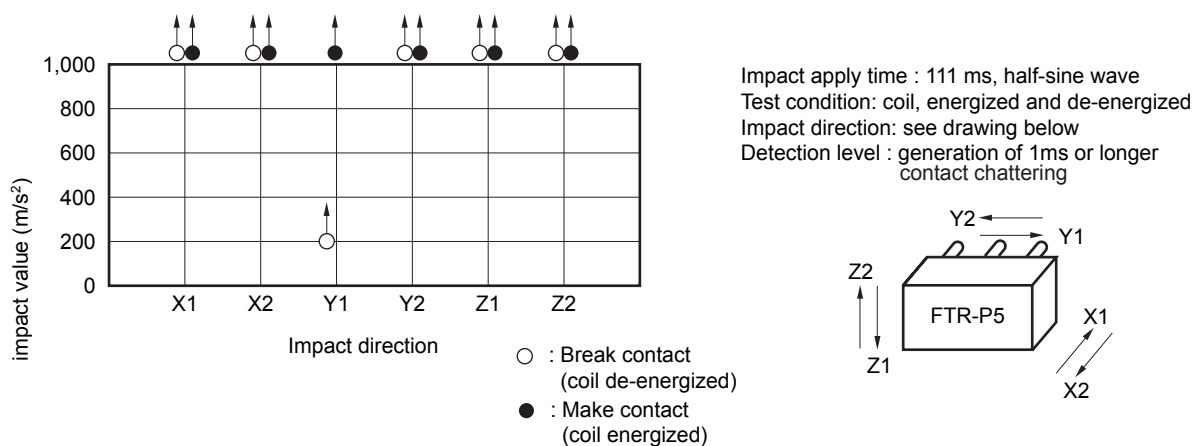 1,000
800
600
400
200
0
impact value (m/s²)
X1 X2 Y1 Y2 Z1 Z2
Impact direction
: Break contact
(coil de-energized)
: Make contact
(coil energized)
Impact apply time : 111 ms, half-sine wave
Test condition: coil, energized and de-energized
Impact direction: see drawing below
Detection level : generation of 1ms or longer
contact chattering
Y2
Y1
Z2
FTR-P5
X1
Z1
X2